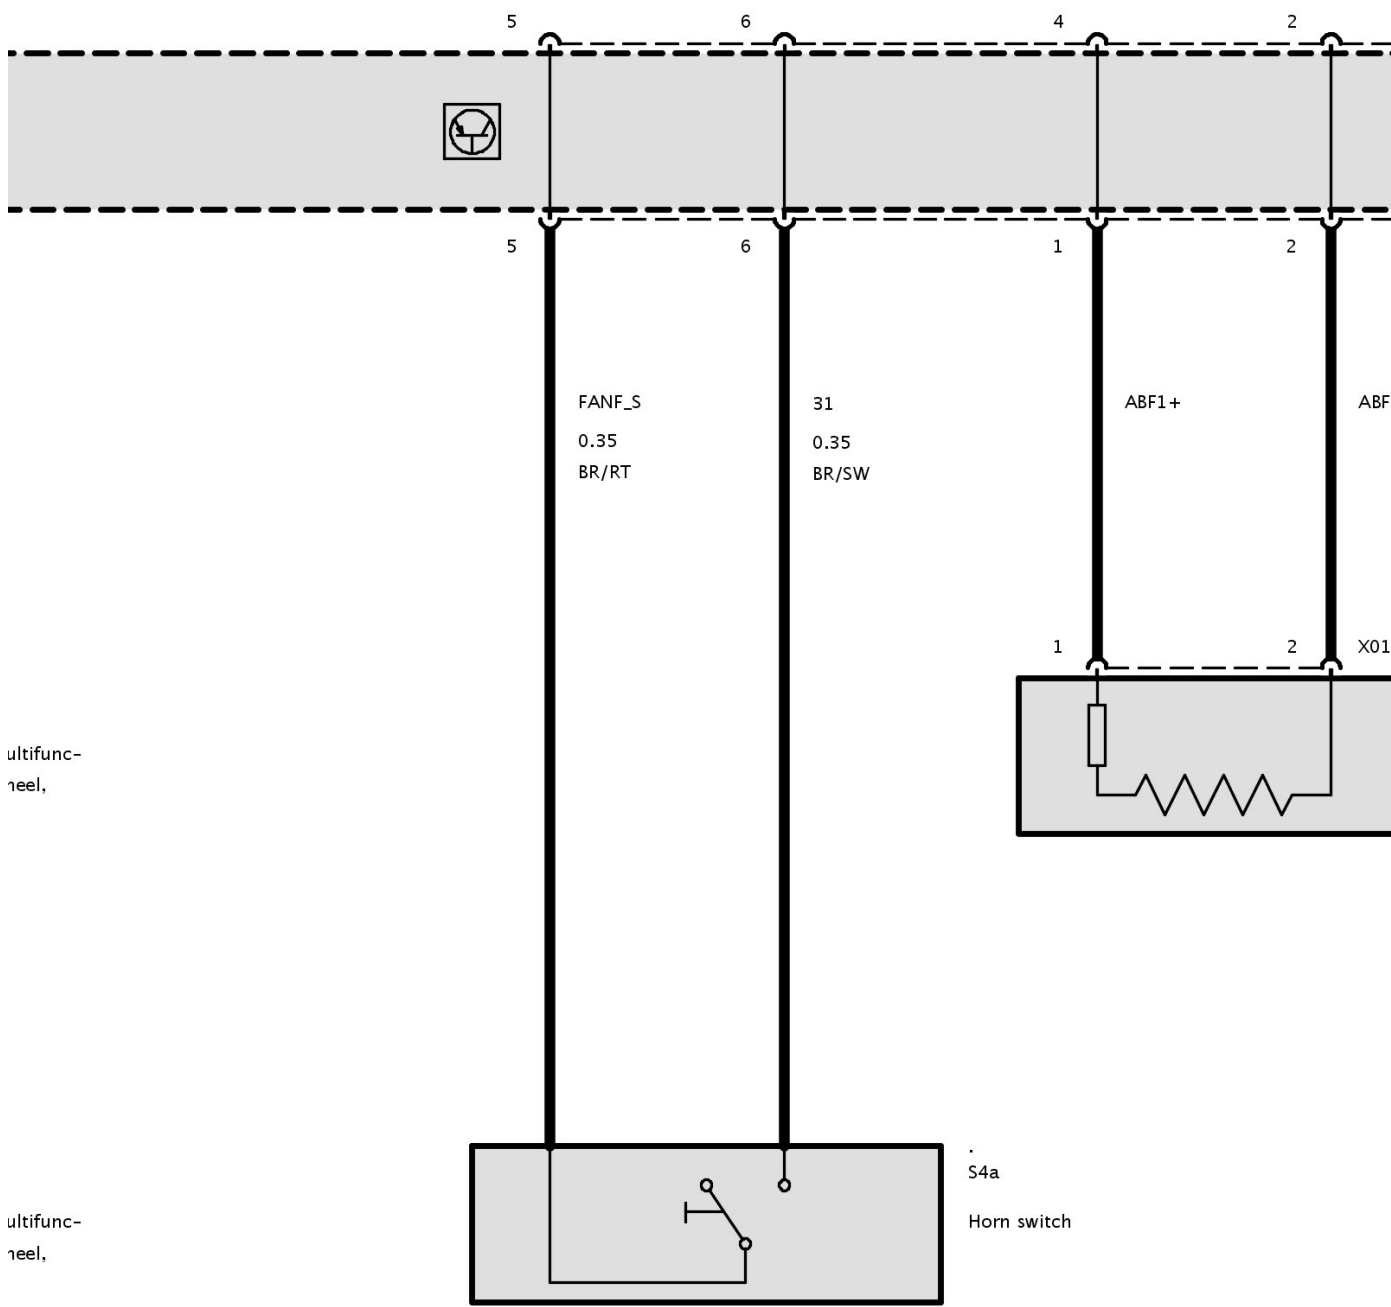 5 6 4 2
5 6 1 2
FANF_S 31 ABF1+ ABF
0.35 0.35
BR/RT BR/SW
1 2 X01
ultifunc-
heel,
.
S4a
ultifunc- Horn switch
heel,